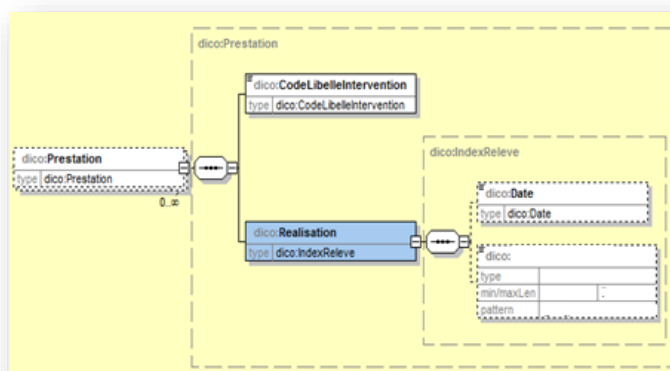 dico:Prestation
dico:CodeLibelleIntervention
type dico:CodeLibelleIntervention
dico:Prestation
type dico:Prestation
0..∞
dico:IndexReleve
dico:Date
type dico:Date
dico:Realisation
type dico:IndexReleve
dico:
type
min/maxLen
pattern